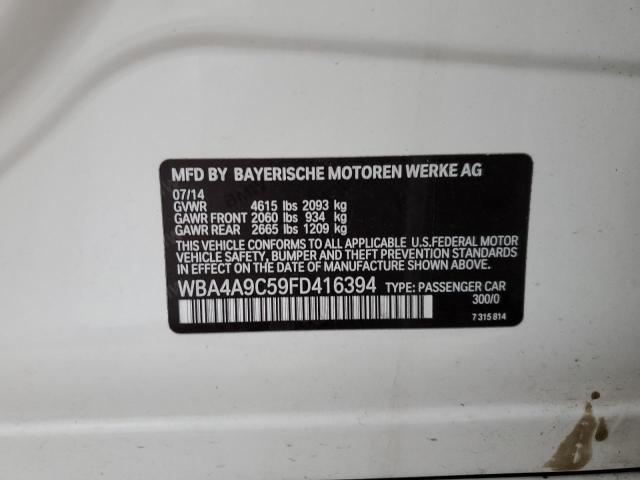 MFD BY BAYERISCHE MOTOREN WERKE AG
07/14
GVWR 4615 lbs 2093 kg
GAWR FRONT 2060 lbs 934 kg
GAWR REAR 2665 lbs 1209 kg
THIS VEHICLE CONFORMS TO ALL APPLICABLE U.S.FEDERAL MOTOR
VEHICLE SAFETY, BUMPER AND THEFT PREVENTION STANDARDS
IN EFFECT ON THE DATE OF MANUFACTURE SHOWN ABOVE.
WBA4A9C59FD416394 TYPE: PASSENGER CAR
300/0
7 315 814